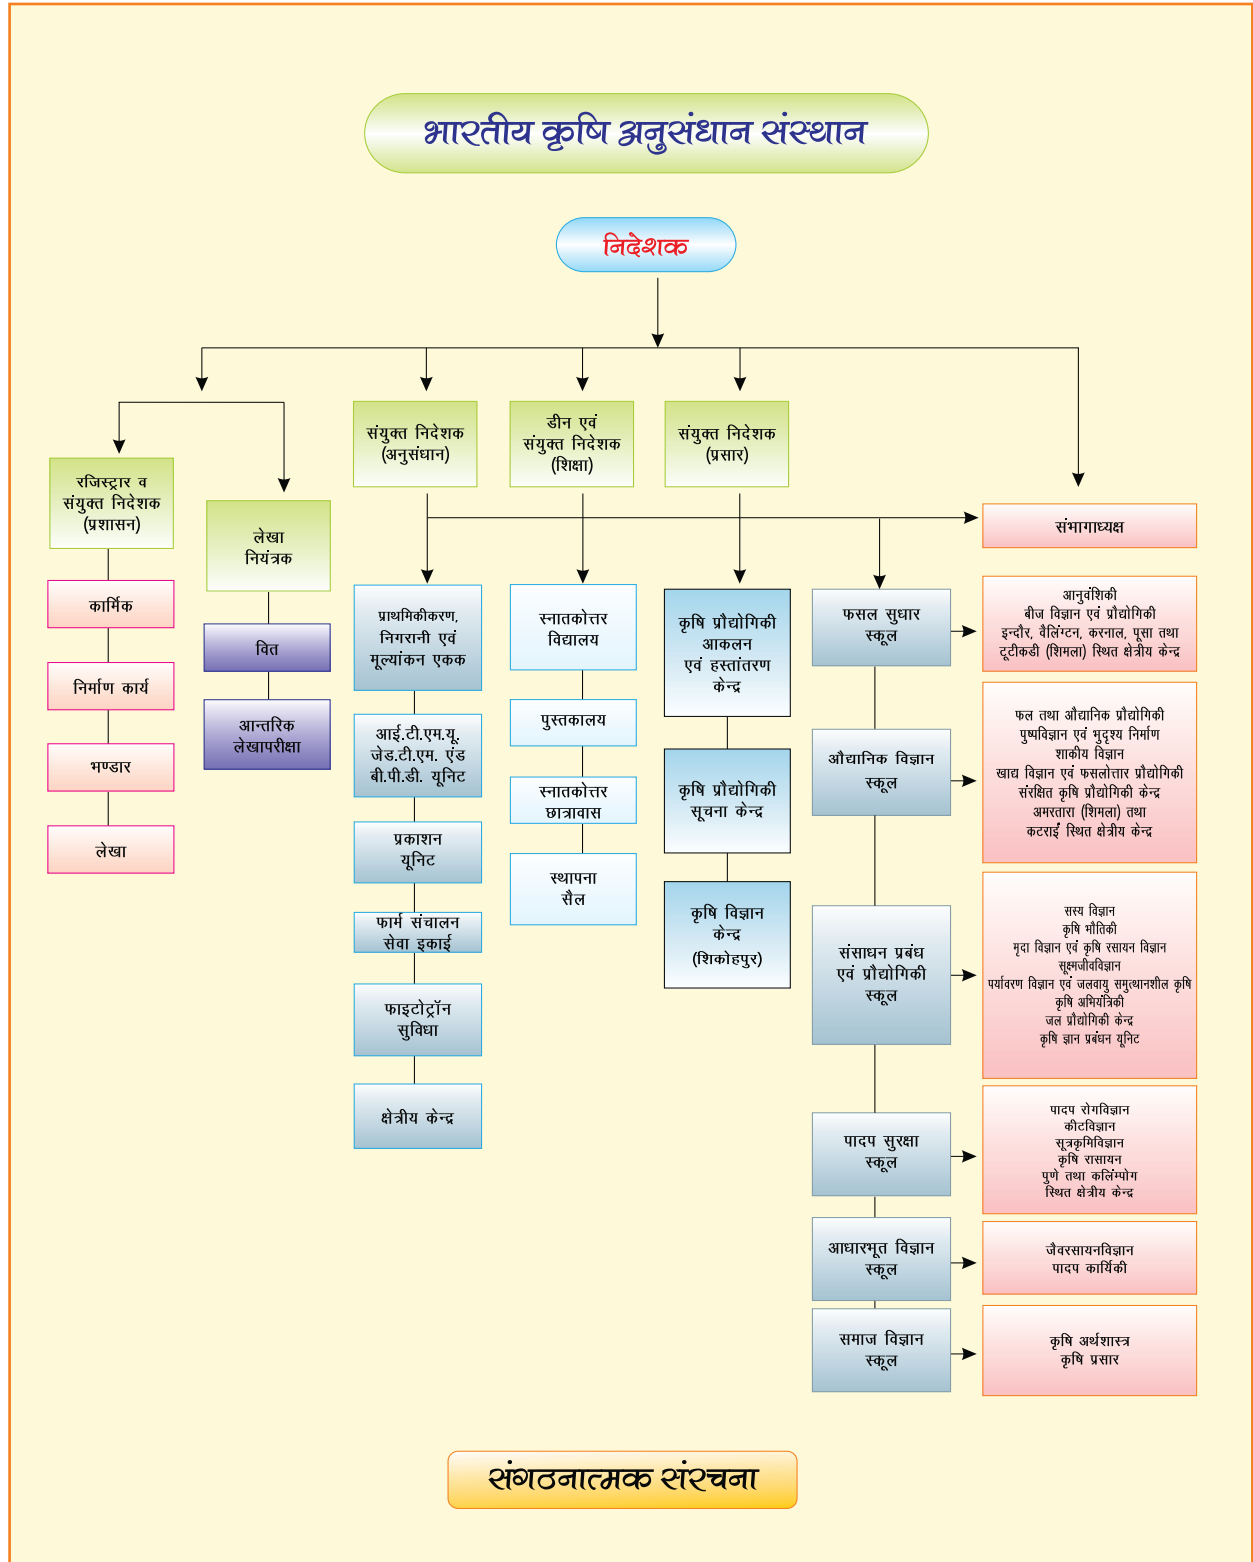 भारतीय कृषि अनुसंधान संस्थान
निदेशक
रजिस्ट्रार व
संयुक्त निदेशक
(प्रशासन)
कार्मिक
निर्माण कार्य
भण्डार
लेखा
लेखा
नियंत्रक
वित
आन्तरिक
लेखापरीक्षा
संयुक्त निदेशक
(अनुसंधान)
प्राथमिकीकरण,
निगरानी एवं
मूल्यांकन एकक
आई.टी.एम.यू.
जेड.टी.एम. एंड
बी.पी.डी. यूनिट
प्रकाशन
यूनिट
फार्म संचालन
सेवा इकाई
फाइटोट्रॉन
सुविधा
क्षेत्रीय केन्द्र
डीन एवं
संयुक्त निदेशक
(शिक्षा)
स्नातकोत्तर
विद्यालय
पुस्तकालय
स्नातकोत्तर
छात्रावास
स्थापना
सैल
संयुक्त निदेशक
(प्रसार)
कृषि प्रौद्योगिकी
आकलन
एवं हस्तांतरण
केन्द्र
कृषि प्रौद्योगिकी
सूचना केन्द्र
कृषि विज्ञान
केन्द्र
(शिकोहपुर)
संभागाध्यक्ष
फसल सुधार
स्कूल
आनुवंशिकी
बीज विज्ञान एवं प्रौद्योगिकी
इन्दौर, वैलिंग्टन, करनाल, पूसा तथा
टूटीकडी (शिमला) स्थित क्षेत्रीय केन्द्र
औद्यानिक विज्ञान
स्कूल
फल तथा औद्यानिक प्रौद्योगिकी
पुष्पविज्ञान एवं भुदृश्य निर्माण
शाकीय विज्ञान
खाद्य विज्ञान एवं फसलोत्तार प्रौद्योगिकी
संरक्षित कृषि प्रौद्योगिकी केन्द्र
अमरतारा (शिमला) तथा
कटराईं स्थित क्षेत्रीय केन्द्र
संसाधन प्रबंध
एवं प्रौद्योगिकी
स्कूल
सस्य विज्ञान
कृषि भौतिकी
मृदा विज्ञान एवं कृषि रसायन विज्ञान
सूक्ष्मजीवविज्ञान
पर्यावरण विज्ञान एवं जलवायु समुत्थानशील कृषि
कृषि अभियंत्रिकी
जल प्रौद्योगिकी केन्द्र
कृषि ज्ञान प्रबंधन यूनिट
पादप सुरक्षा
स्कूल
पादप रोगविज्ञान
कीटविज्ञान
सूत्रकृमिविज्ञान
कृषि रासायन
पुणे तथा कलिंम्पोग
स्थित क्षेत्रीय केन्द्र
आधारभूत विज्ञान
स्कूल
जैवरसायनविज्ञान
पादप कार्यिकी
समाज विज्ञान
स्कूल
कृषि अर्थशास्त्र
कृषि प्रसार
संगठनात्मक संरचना